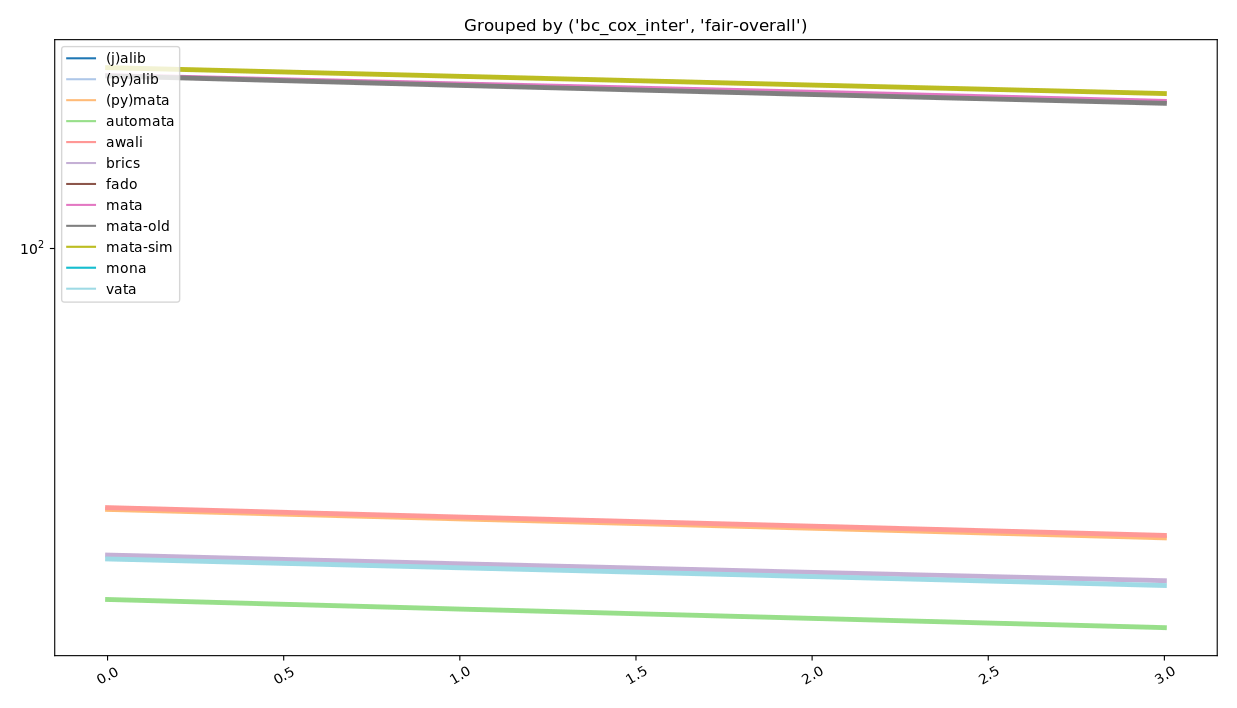 Grouped by ('bc_cox_inter', 'fair-overall')
(j)alib
(py)alib
(py)mata
automata
awali
brics
fado
mata
mata-old
mata-sim
mona
vata
10²
0.0 0.5 1.0 1.5 2.0 2.5 3.0